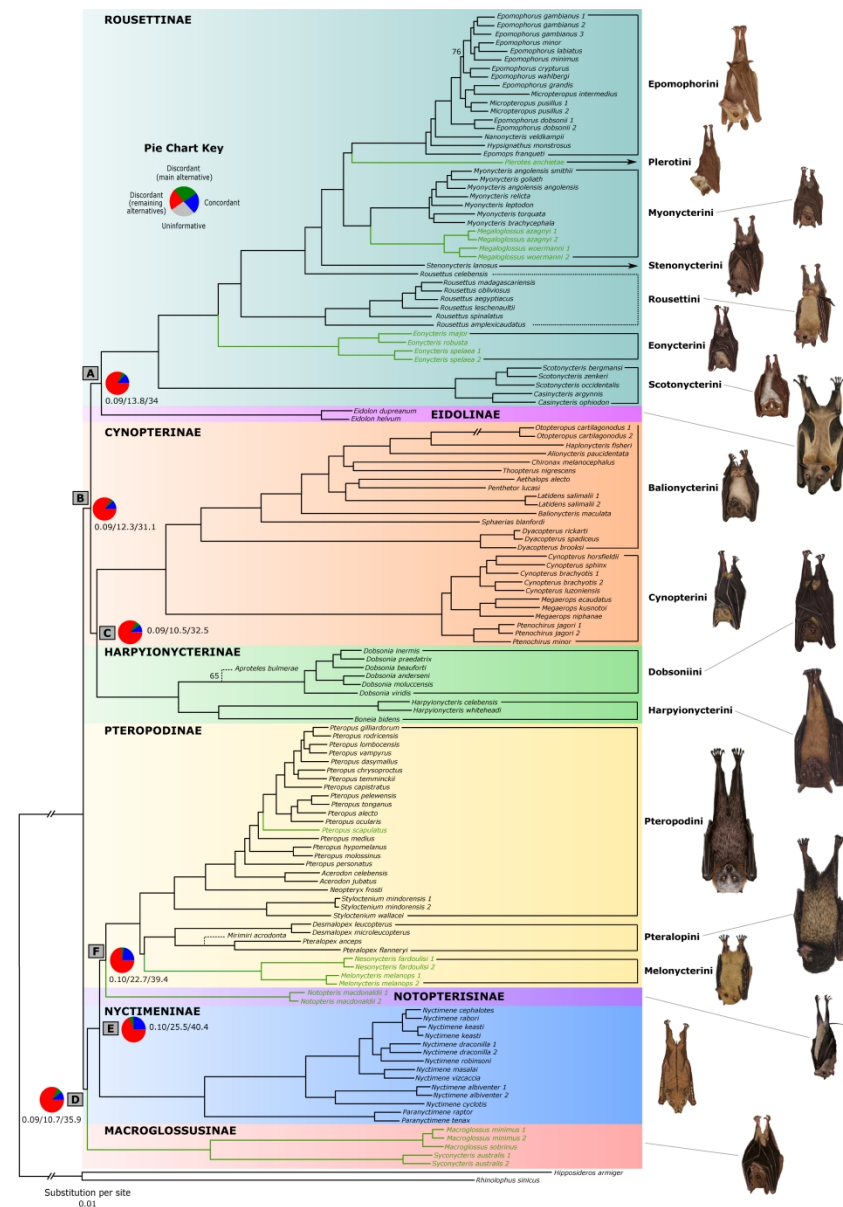 ROUSETTINAE
Epomophorus gambianus 1
Epomophorus gambianus 2
Epomophorus gambianus 3
Epomophorus minor
Epomophorus labiatus
76
Epomophorus minimus
Epomophorus crypturus
Epomophorus wahlbergi
Epomophorus grandis
Micropteropus intermedius
Micropteropus pusillus 1
Micropteropus pusillus 2
Epomophorus dobsonii 1
Epomophorus dobsonii 2
Nanonycteris veldkampii
Hypsignathus monstrosus
Epomops franqueti
Epomophorini
Pie Chart Key
Discordant
(main alternative)
Discordant
(remaining
alternatives)
Concordant
Uninformative
Plerotes anchietae
Plerotini
Myonycteris angolensis smithii
Myonycteris goliath
Myonycteris angolensis angolensis
Myonycteris relicta
Myonycteris leptodon
Myonycteris torquata
Myonycteris brachycephala
Myonycterini
Megaloglossus azagnyi 1
Megaloglossus azagnyi 2
Megaloglossus woermanni 1
Megaloglossus woermanni 2
Stenonycteris lanosus
Stenonycterini
Rousettus celebensis
Rousettus madagascariensis
Rousettus obliviosus
Rousettus aegyptiacus
Rousettus leschenaultii
Rousettus spinalatus
Rousettus amplexicaudatus
Rousettini
Eonycteris major
Eonycteris robusta
Eonycteris spelaea 1
Eonycteris spelaea 2
Eonycterini
Scotonycteris bergmansi
Scotonycteris zenkeri
Scotonycteris occidentalis
Casinycteris argynnis
Casinycteris ophiodon
Scotonycterini
A
0.09/13.8/34
Eidolon dupreanum
Eidolon helvum
EIDOLINAE
CYNOPTERINAE
Otopteropus cartilagonodus 1
Otopteropus cartilagonodus 2
Haplonycteris fisheri
Alionycteris paucidentata
Chironax melanocephalus
Thoopterus nigrescens
Aethalops alecto
Penthetor lucasi
Latidens salimalii 1
Latidens salimalii 2
Balionycteris maculata
Sphaerias blanfordi
Dyacopterus rickarti
Dyacopterus spadiceus
Dyacopterus brooksi
Balionycterini
B
0.09/12.3/31.1
Cynopterus horsfieldii
Cynopterus sphinx
Cynopterus brachyotis 1
Cynopterus brachyotis 2
Cynopterus luzoniensis
Megaerops ecaudatus
Megaerops kusnotoi
Megaerops niphanae
Ptenochirus jagori 1
Ptenochirus jagori 2
Ptenochirus minor
Cynopterini
C
0.09/10.5/32.5
HARPYIONYCTERINAE
Dobsonia inermis
Dobsonia praedatrix
Dobsonia beauforti
Dobsonia anderseni
Dobsonia moluccensis
Dobsonia viridis
Aproteles bulmerae
65
Dobsoniini
Harpyionycteris celebensis
Harpyionycteris whiteheadi
Boneia bidens
Harpyionycterini
PTEROPODINAE
Pteropus gilliardorum
Pteropus rodricensis
Pteropus lombocensis
Pteropus vampyrus
Pteropus dasymallus
Pteropus chrysoproctus
Pteropus temminckii
Pteropus capistratus
Pteropus pelewensis
Pteropus tonganus
Pteropus alecto
Pteropus ocularis
Pteropus scapulatus
Pteropus medius
Pteropus hypomelanus
Pteropus molossinus
Pteropus personatus
Acerodon celebensis
Acerodon jubatus
Neopteryx frosti
Styloctenium mindorensis 1
Styloctenium mindorensis 2
Styloctenium wallacei
Pteropodini
Desmalopex leucopterus
Desmalopex microleucopterus
Mirimiri acrodonta
Pteralopex anceps
Pteralopex flanneryi
Pteralopini
F
0.10/22.7/39.4
Nesonycteris fardoulisi 1
Nesonycteris fardoulisi 2
Melonycteris melanops 1
Melonycteris melanops 2
Melonycterini
Notopteris macdonaldii 1
Notopteris macdonaldii 2
NOTOPTERISINAE
NYCTIMENINAE
E
0.10/25.5/40.4
Nyctimene cephalotes
Nyctimene rabori
Nyctimene keasti
Nyctimene keasti
Nyctimene draconilla 1
Nyctimene draconilla 2
Nyctimene robinsoni
Nyctimene masalai
Nyctimene vizcaccia
Nyctimene albiventer 1
Nyctimene albiventer 2
Nyctimene cyclotis
Paranyctimene raptor
Paranyctimene tenax
D
0.09/10.7/35.9
MACROGLUSSUSINAE
Macroglossus minimus 1
Macroglossus minimus 2
Macroglossus sobrinus
Syconycteris australis 1
Syconycteris australis 2
Hipposideros armiger
Rhinolophus sinicus
Substitution per site
0.01